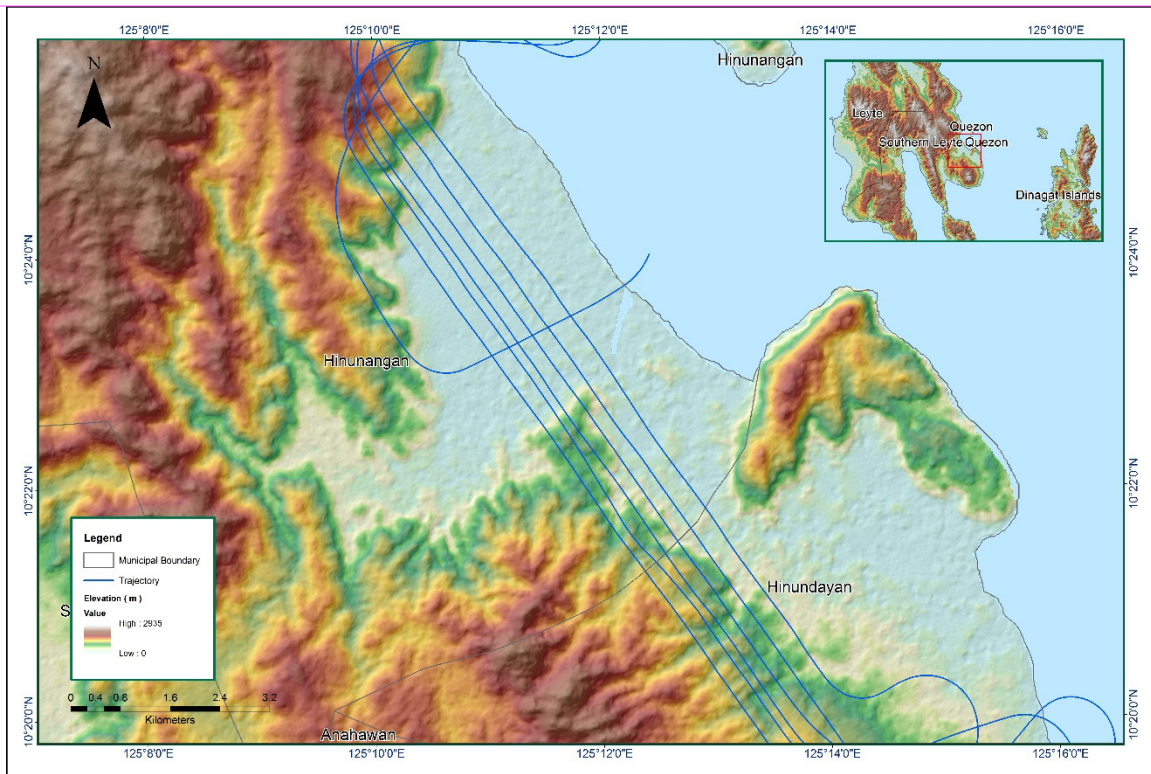 125°8'0"E
125°10'0"E
125°12'0"E
125°14'0"E
125°16'0"E
N
Hinunangan
Leyte
Quezon
Southern Leyte Quezon
Dinagat Islands
10°24'0"N
10°24'0"N
Hinunangan
10°22'0"N
10°22'0"N
Legend
Municipal Boundary
Trajectory
Elevation ( m )
Value
High : 2935
Low : 0
S
Hinundayan
0 0.4 0.8 1.6 2.4 3.2
Kilometers
Anahawan
10°20'0"N
10°20'0"N
125°8'0"E
125°10'0"E
125°12'0"E
125°14'0"E
125°16'0"E